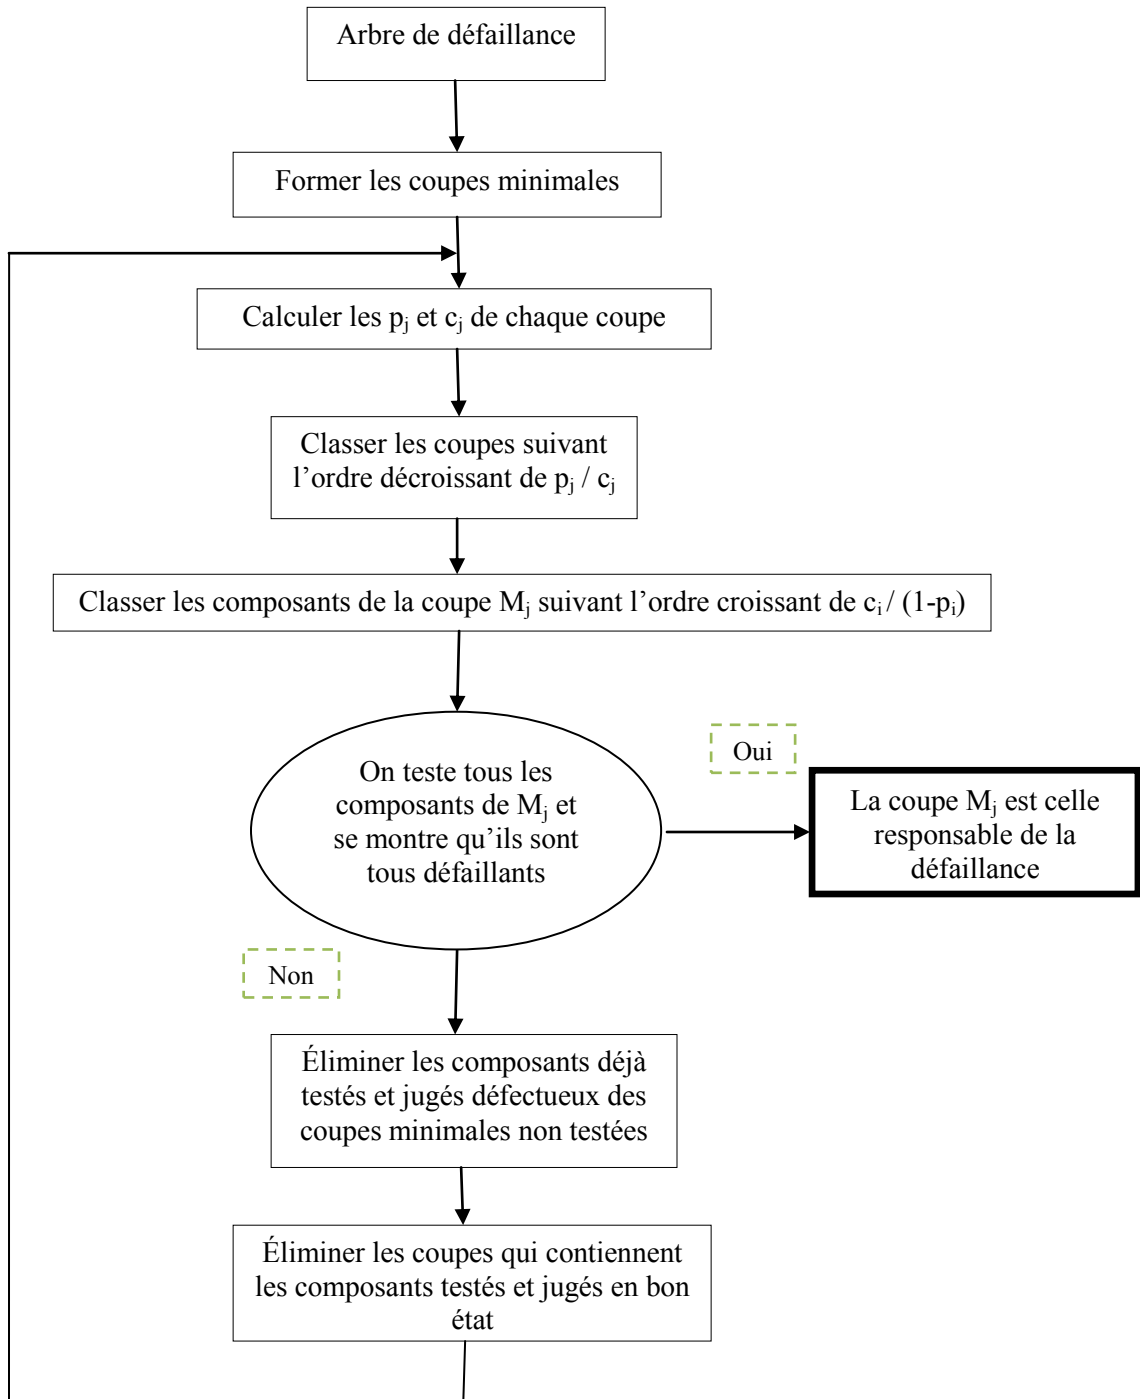 Arbre de défaillance
Former les coupes minimales
Calculer les pj et cj de chaque coupe
Classer les coupes suivant
l'ordre décroissant de pj / cj
Classer les composants de la coupe Mj suivant l'ordre croissant de ci / (1-pi)
On teste tous les
composants de Mj et
se montre qu'ils sont
tous défaillants
Oui
La coupe Mj est celle
responsable de la
défaillance
Non
Éliminer les composants déjà
testés et jugés défectueux des
coupes minimales non testées
Éliminer les coupes qui contiennent
les composants testés et jugés en bon
état